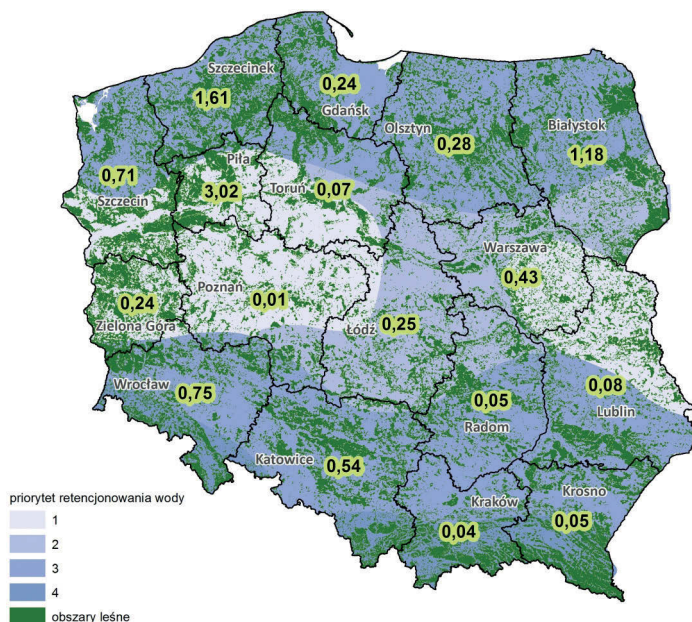 Szczecinek
1,61
0,24
Gdańsk
Olsztyn
0,28
Białystok
1,18
0,71
Szczecin
Piła
3,02
Toruń
0,07
Warszawa
0,43
Poznań
0,01
0,24
Zielona Góra
Łódź
0,25
Wrocław
0,75
0,05
Radom
0,08
Lublin
Katowice
0,54
Kraków
0,04
Krosno
0,05
priorytet retencjonowania wody
1
2
3
4
obszary leśne